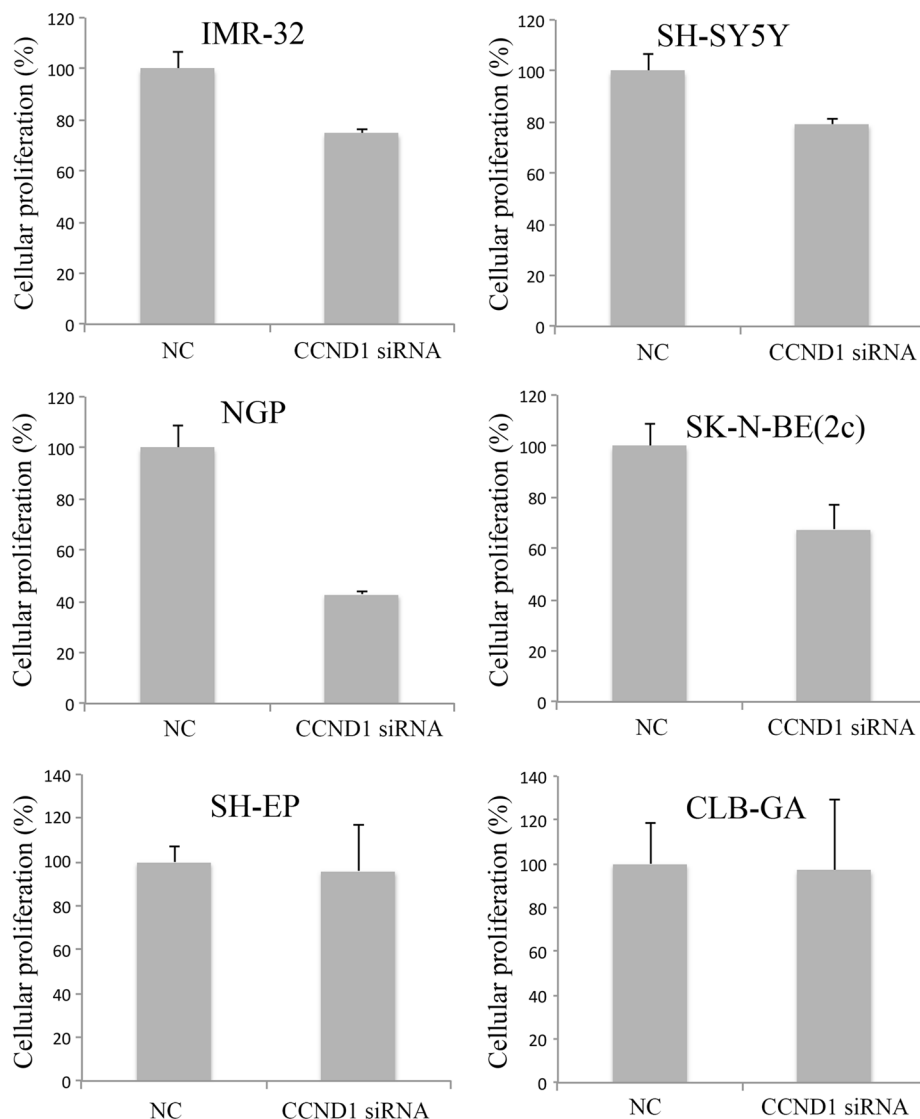 IMR-32
Cellular proliferation (%)
120
100
80
60
40
20
0
NC CCND1 siRNA
SH-SY5Y
Cellular proliferation (%)
120
100
80
60
40
20
0
NC CCND1 siRNA
NGP
Cellular proliferation (%)
120
100
80
60
40
20
0
NC CCND1 siRNA
SK-N-BE(2c)
Cellular proliferation (%)
120
100
80
60
40
20
0
NC CCND1 siRNA
SH-EP
Cellular proliferation (%)
140
120
100
80
60
40
20
0
NC CCND1 siRNA
CLB-GA
Cellular proliferation (%)
140
120
100
80
60
40
20
0
NC CCND1 siRNA